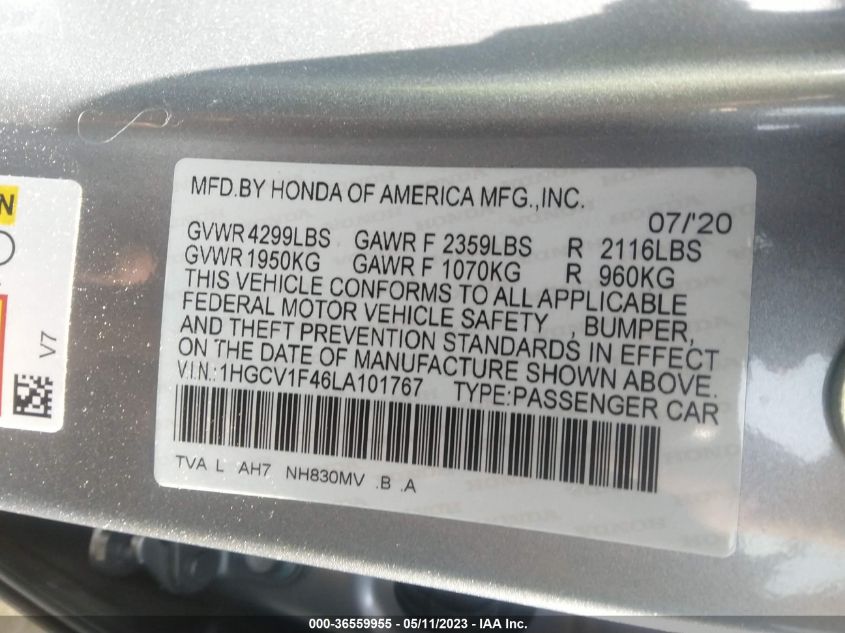 MFD.BY HONDA OF AMERICA MFG.,INC.
07/'20
GVWR 4299LBS GAWR F 2359LBS R 2116LBS
GVWR 1950KG GAWR F 1070KG R 960KG
THIS VEHICLE CONFORMS TO ALL APPLICABLE
FEDERAL MOTOR VEHICLE SAFETY , BUMPER,
AND THEFT PREVENTION STANDARDS IN EFFECT
ON THE DATE OF MANUFACTURE SHOWN ABOVE.
V.I.N.:1HGCV1F46LA101767 TYPE:PASSENGER CAR
TVA L AH7 NH830MV .B .A
V7
000-36559955 - 05/11/2023 - IAA Inc.